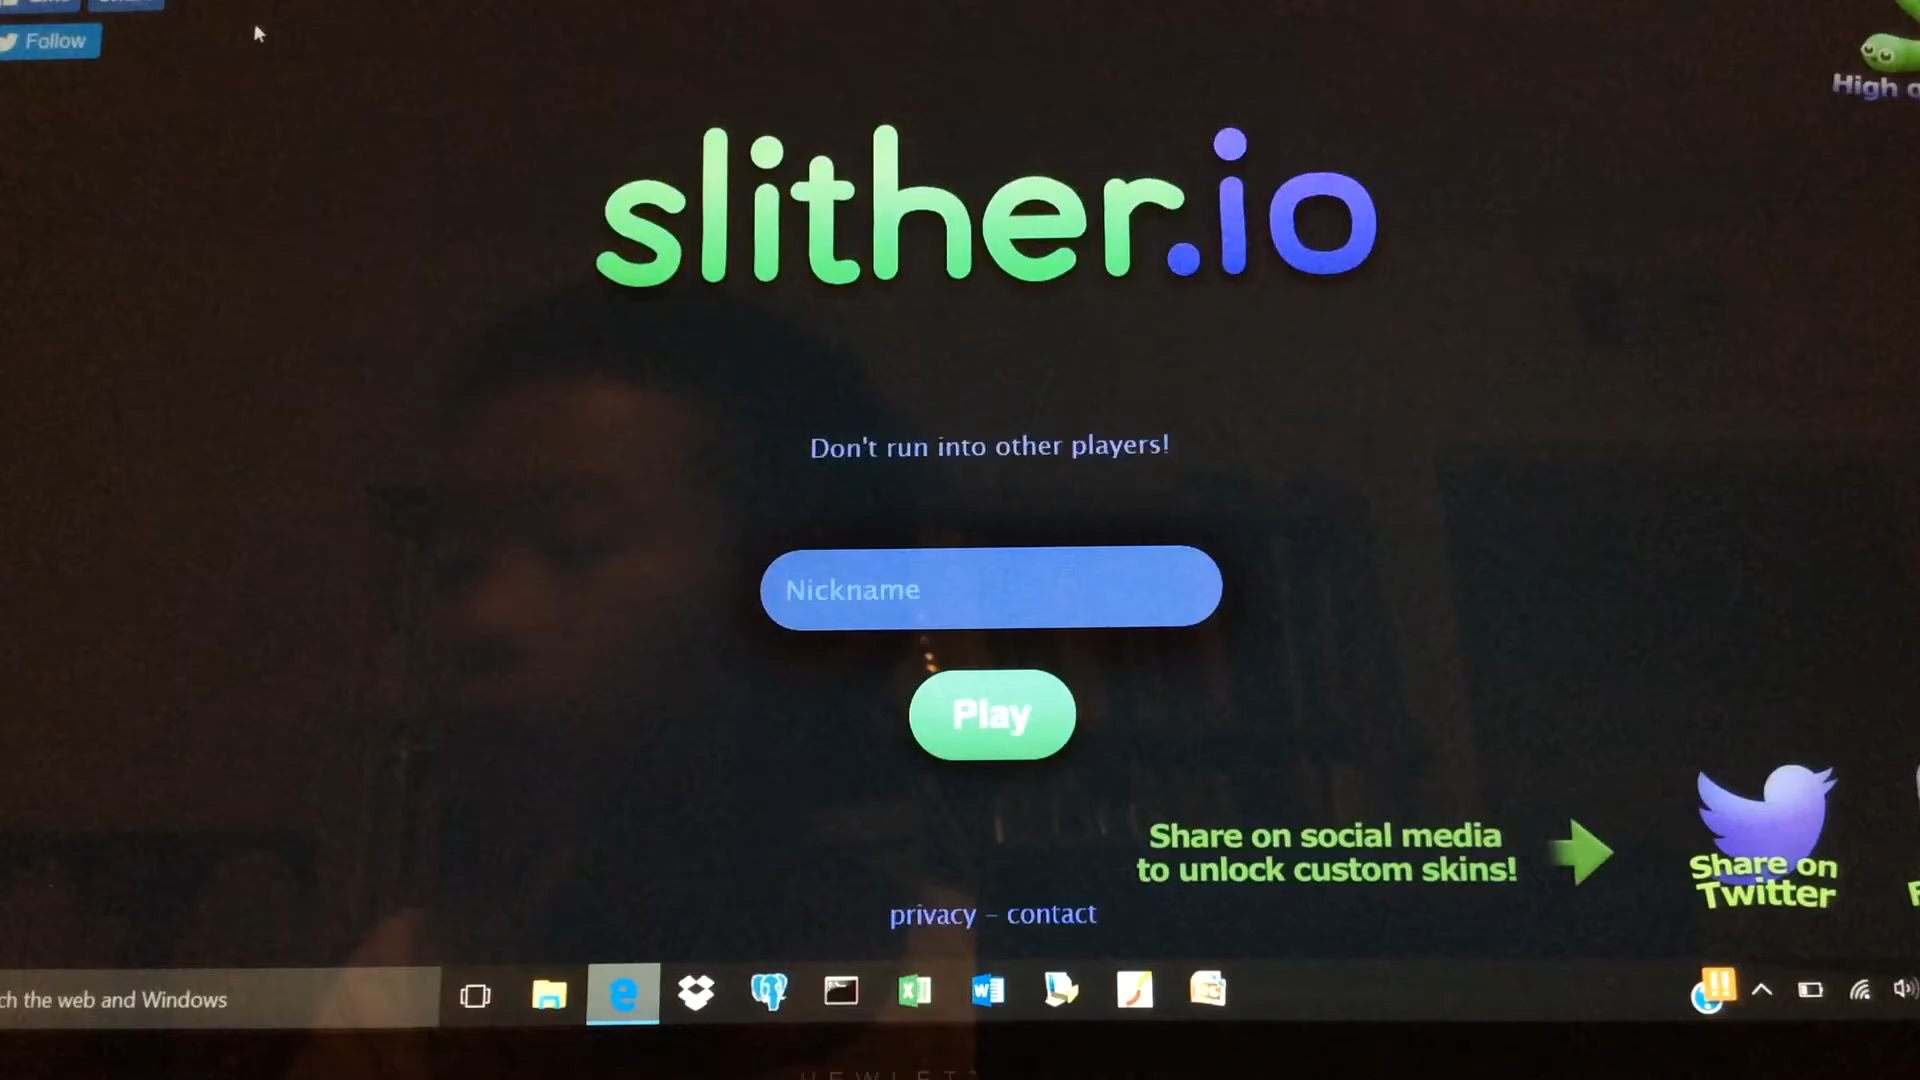 Follow
High
slither.io
Don't run into other players!
Nickname
Play
Share on social media
to unlock custom skins!
Share on
Twitter
privacy - contact
ch the web and Windows